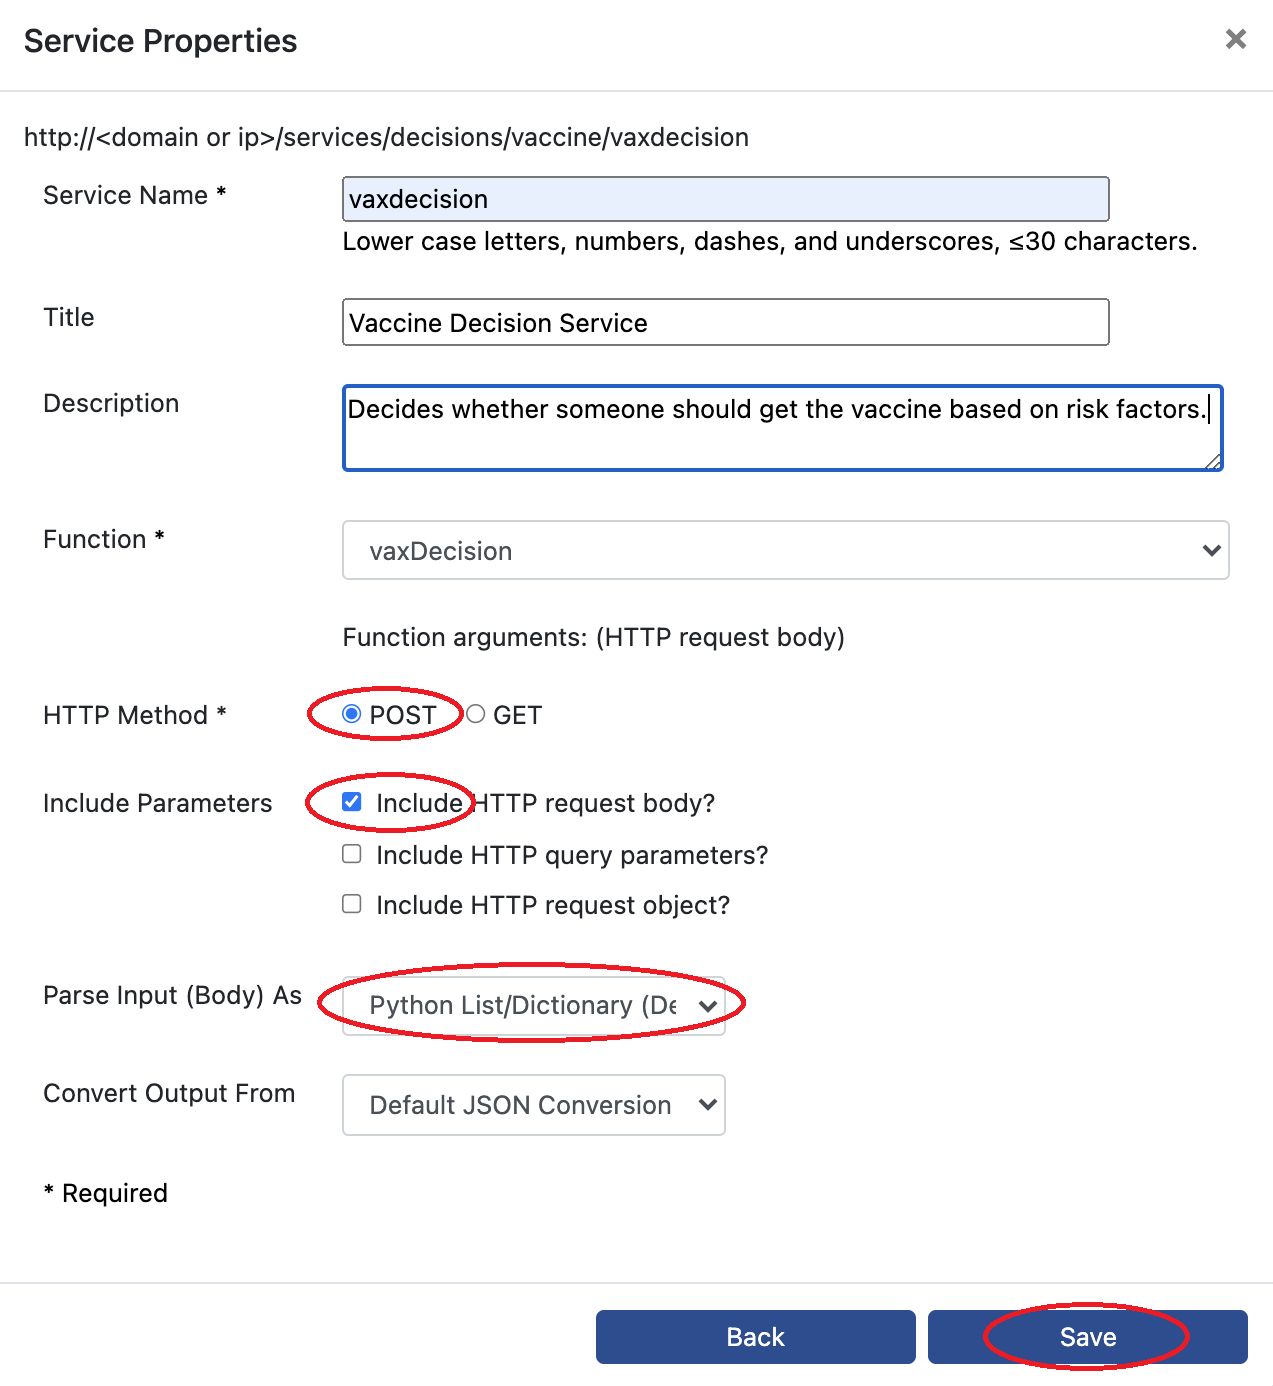 Service Properties
http://<domain or ip>/services/decisions/vaccine/vaxdecision
Service Name *
vaxdecision
Lower case letters, numbers, dashes, and underscores, ≤30 characters.
Title
Vaccine Decision Service
Description
Decides whether someone should get the vaccine based on risk factors.
Function *
vaxDecision
Function arguments: (HTTP request body)
HTTP Method *
POST GET
Include Parameters
Include HTTP request body?
Include HTTP query parameters?
Include HTTP request object?
Parse Input (Body) As
Python List/Dictionary (De
Convert Output From
Default JSON Conversion
* Required
Back
Save